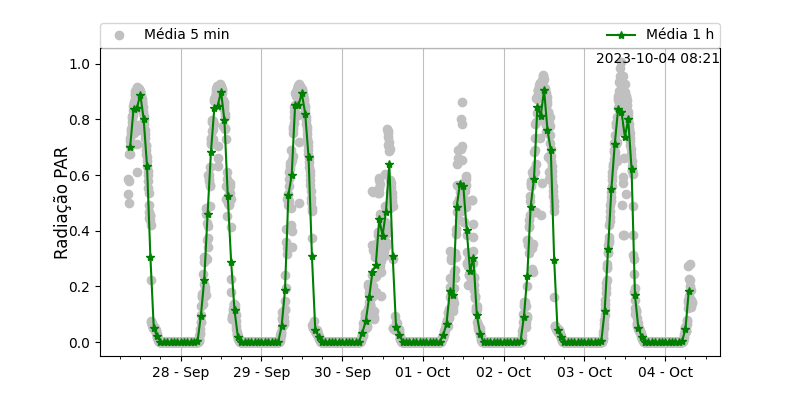 Média 5 min
Média 1 h
2023-10-04 08:21
Radiação PAR
1.0
0.8
0.6
0.4
0.2
0.0
28 - Sep
29 - Sep
30 - Sep
01 - Oct
02 - Oct
03 - Oct
04 - Oct